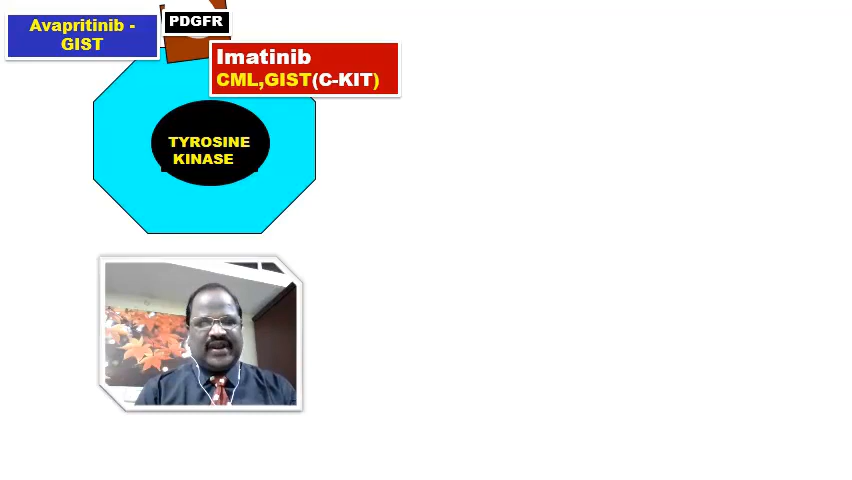 Avapritinib -
GIST
PDGFR
Imatinib
CML,GIST(C-KIT)
TYROSINE
KINASE